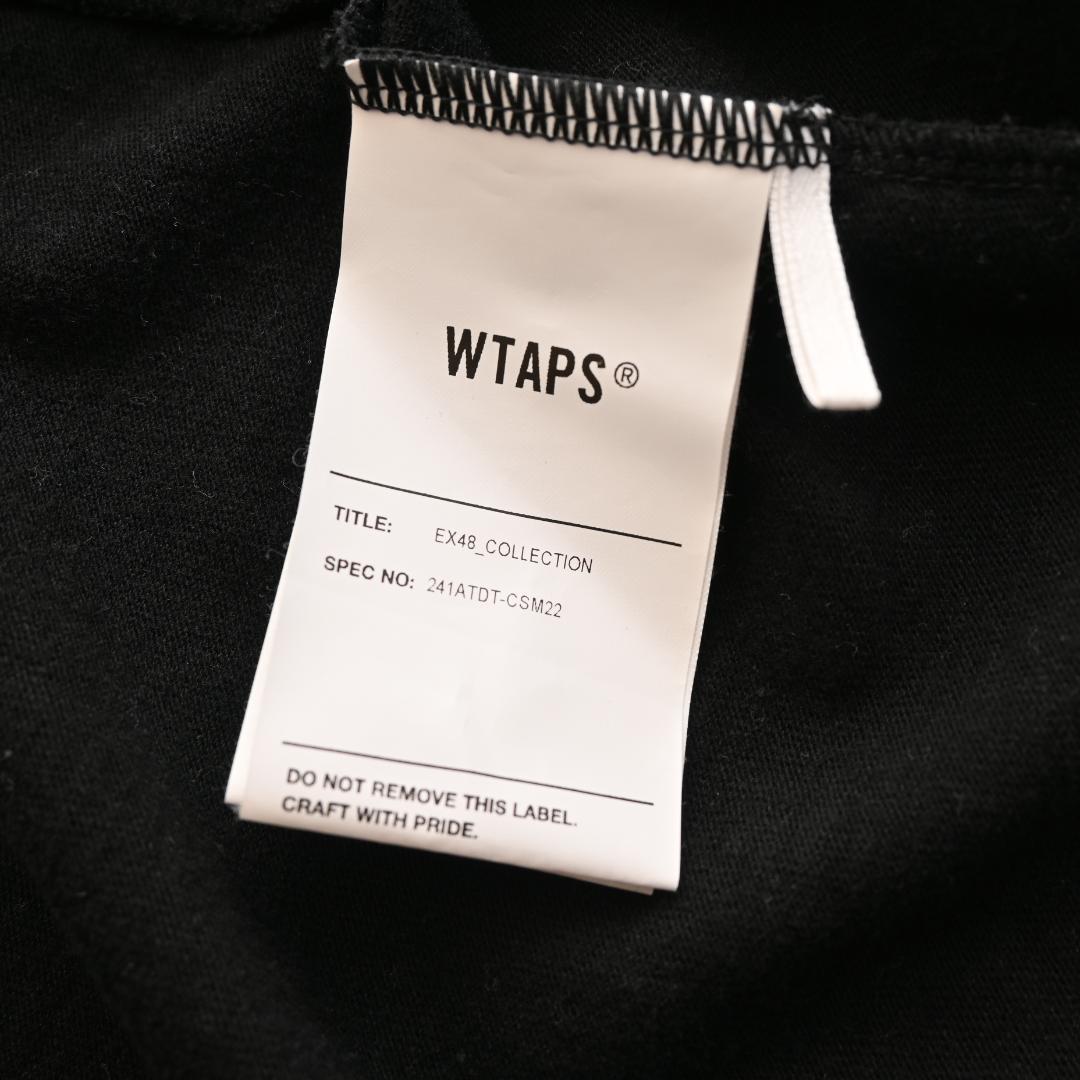 WTAPS®
TITLE: EX48_COLLECTION
SPEC NO: 241ATDT-CSM22
DO NOT REMOVE THIS LABEL.
CRAFT WITH PRIDE.